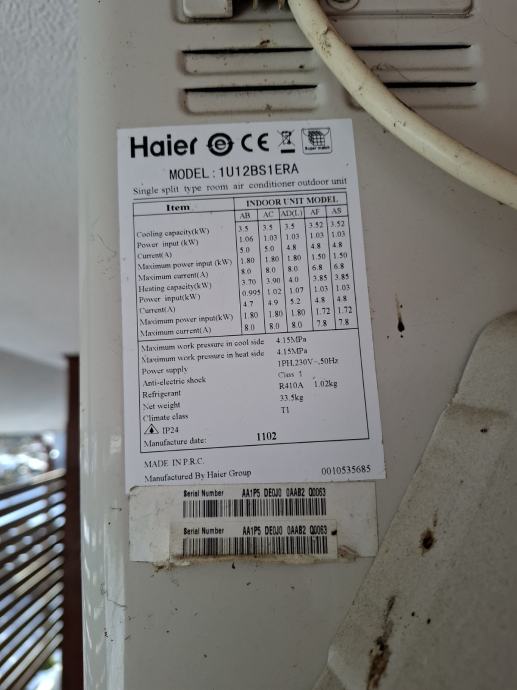 Haier e CE Super match
MODEL: 1U12BS1ERA
Single split type room air conditioner outdoor unit
Item INDOOR UNIT MODEL
AB AC AD(L) AF AS
Cooling capacity(kW) 3.5 3.5 3.5 3.52 3.52
Power input (kW) 1.06 1.03 1.03 1.03 1.03
Current(A) 5.0 5.0 4.8 4.8 4.8
Maximum power input (kW) 1.80 1.80 1.80 1.50 1.50
Maximum current(A) 8.0 8.0 8.0 6.8 6.8
Heating capacity(kW) 3.70 3.90 4.0 3.85 3.85
Power input(kW) 0.995 1.02 1.07 1.03 1.03
Current(A) 4.7 4.9 5.2 4.8 4.8
Maximum power input(kW) 1.80 1.80 1.80 1.72 1.72
Maximum current(A) 8.0 8.0 8.0 7.8 7.8
Maximum work pressure in cool side 4.15MPa
Maximum work pressure in heat side 4.15MPa
Power supply 1PH,230V~,50Hz
Anti-electric shock Class 1
Refrigerant R410A 1.02kg
Net weight 33.5kg
Climate class T1
IP24
Manufacture date: 1102
MADE IN P.R.C.
Manufactured By Haier Group 0010535685
Serial Number AA1P5 DE0J0 0AAB2 Q0063
Serial Number AA1P5 DE0J0 0AAB2 Q0063